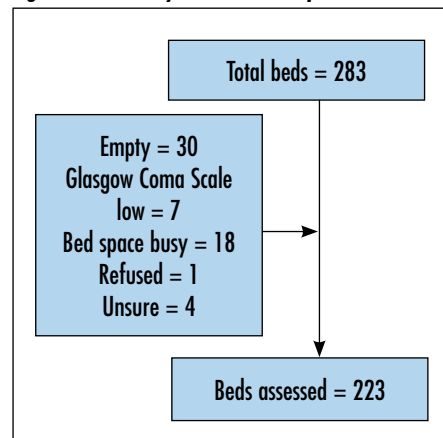 Total beds = 283
Empty = 30
Glasgow Coma Scale
low = 7
Bed space busy = 18
Refused = 1
Unsure = 4
Beds assessed = 223